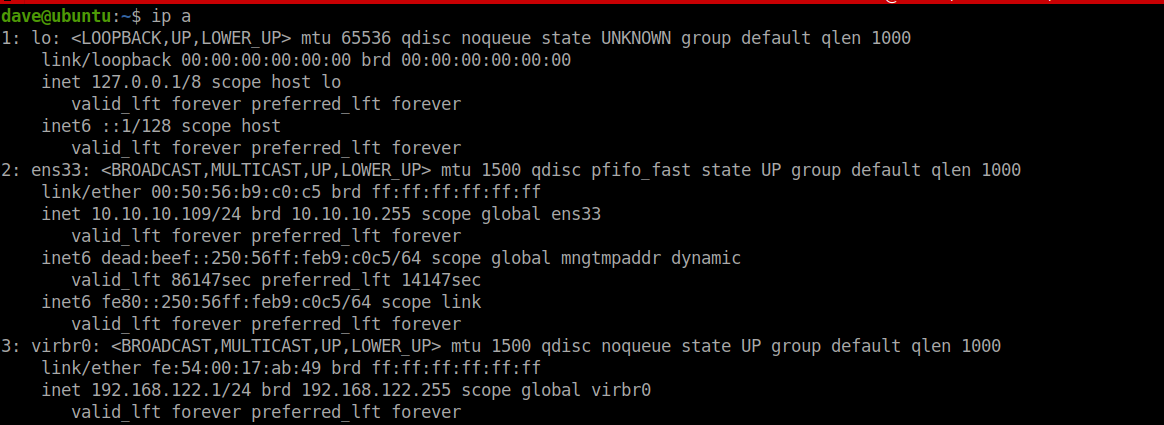 dave@ubuntu:~$ ip a
1: lo: <LOOPBACK,UP,LOWER_UP> mtu 65536 qdisc noqueue state UNKNOWN group default qlen 1000
    link/loopback 00:00:00:00:00:00 brd 00:00:00:00:00:00
    inet 127.0.0.1/8 scope host lo
       valid_lft forever preferred_lft forever
    inet6 ::1/128 scope host
       valid_lft forever preferred_lft forever
2: ens33: <BROADCAST,MULTICAST,UP,LOWER_UP> mtu 1500 qdisc pfifo_fast state UP group default qlen 1000
    link/ether 00:50:56:b9:c0:c5 brd ff:ff:ff:ff:ff:ff
    inet 10.10.10.109/24 brd 10.10.10.255 scope global ens33
       valid_lft forever preferred_lft forever
    inet6 dead:beef::250:56ff:feb9:c0c5/64 scope global mngtmpaddr dynamic
       valid_lft 86147sec preferred_lft 14147sec
    inet6 fe80::250:56ff:feb9:c0c5/64 scope link
       valid_lft forever preferred_lft forever
3: virbr0: <BROADCAST,MULTICAST,UP,LOWER_UP> mtu 1500 qdisc noqueue state UP group default qlen 1000
    link/ether fe:54:00:17:ab:49 brd ff:ff:ff:ff:ff:ff
    inet 192.168.122.1/24 brd 192.168.122.255 scope global virbr0
       valid_lft forever preferred_lft forever